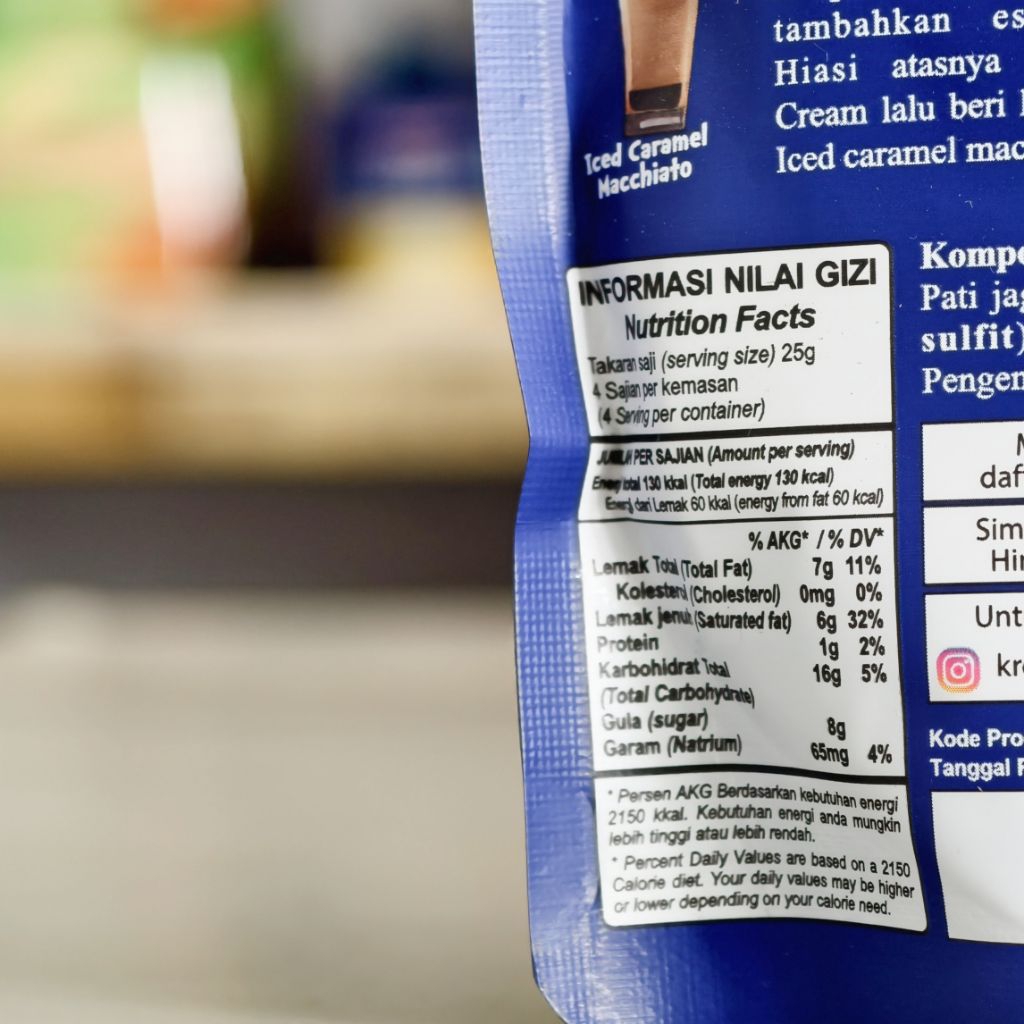 tambahkan es
Hiasi atasnya
Cream lalu beri
Iced caramel mac
Iced Caramel
Macchiato
INFORMASI NILAI GIZI
Nutrition Facts
Takaran saji (serving size) 25g
4 Sajian per kemasan
(4 Serving per container)
JUMLAH PER SAJIAN (Amount per serving)
Energi total 130 kkal (Total energy 130 kcal)
Energi dari Lemak 60 kkal (energy from fat 60 kcal)
% AKG* / % DV*
Lemak Total (Total Fat) 7g 11%
Kolesterol (Cholesterol) 0mg 0%
Lemak jenuh (Saturated fat) 6g 32%
Protein 1g 2%
Karbohidrat Total 16g 5%
(Total Carbohydrate)
Gula (sugar) 8g
Garam (Natrium) 65mg 4%
* Persen AKG Berdasarkan kebutuhan energi
2150 kkal. Kebutuhan energi anda mungkin
lebih tinggi atau lebih rendah.
* Percent Daily Values are based on a 2150
Calorie diet. Your daily values may be higher
or lower depending on your calorie need.
Kompo
Pati jag
sulfit)
Pengem
daf
Sim
Hin
Unt
kre
Kode Pro
Tanggal P